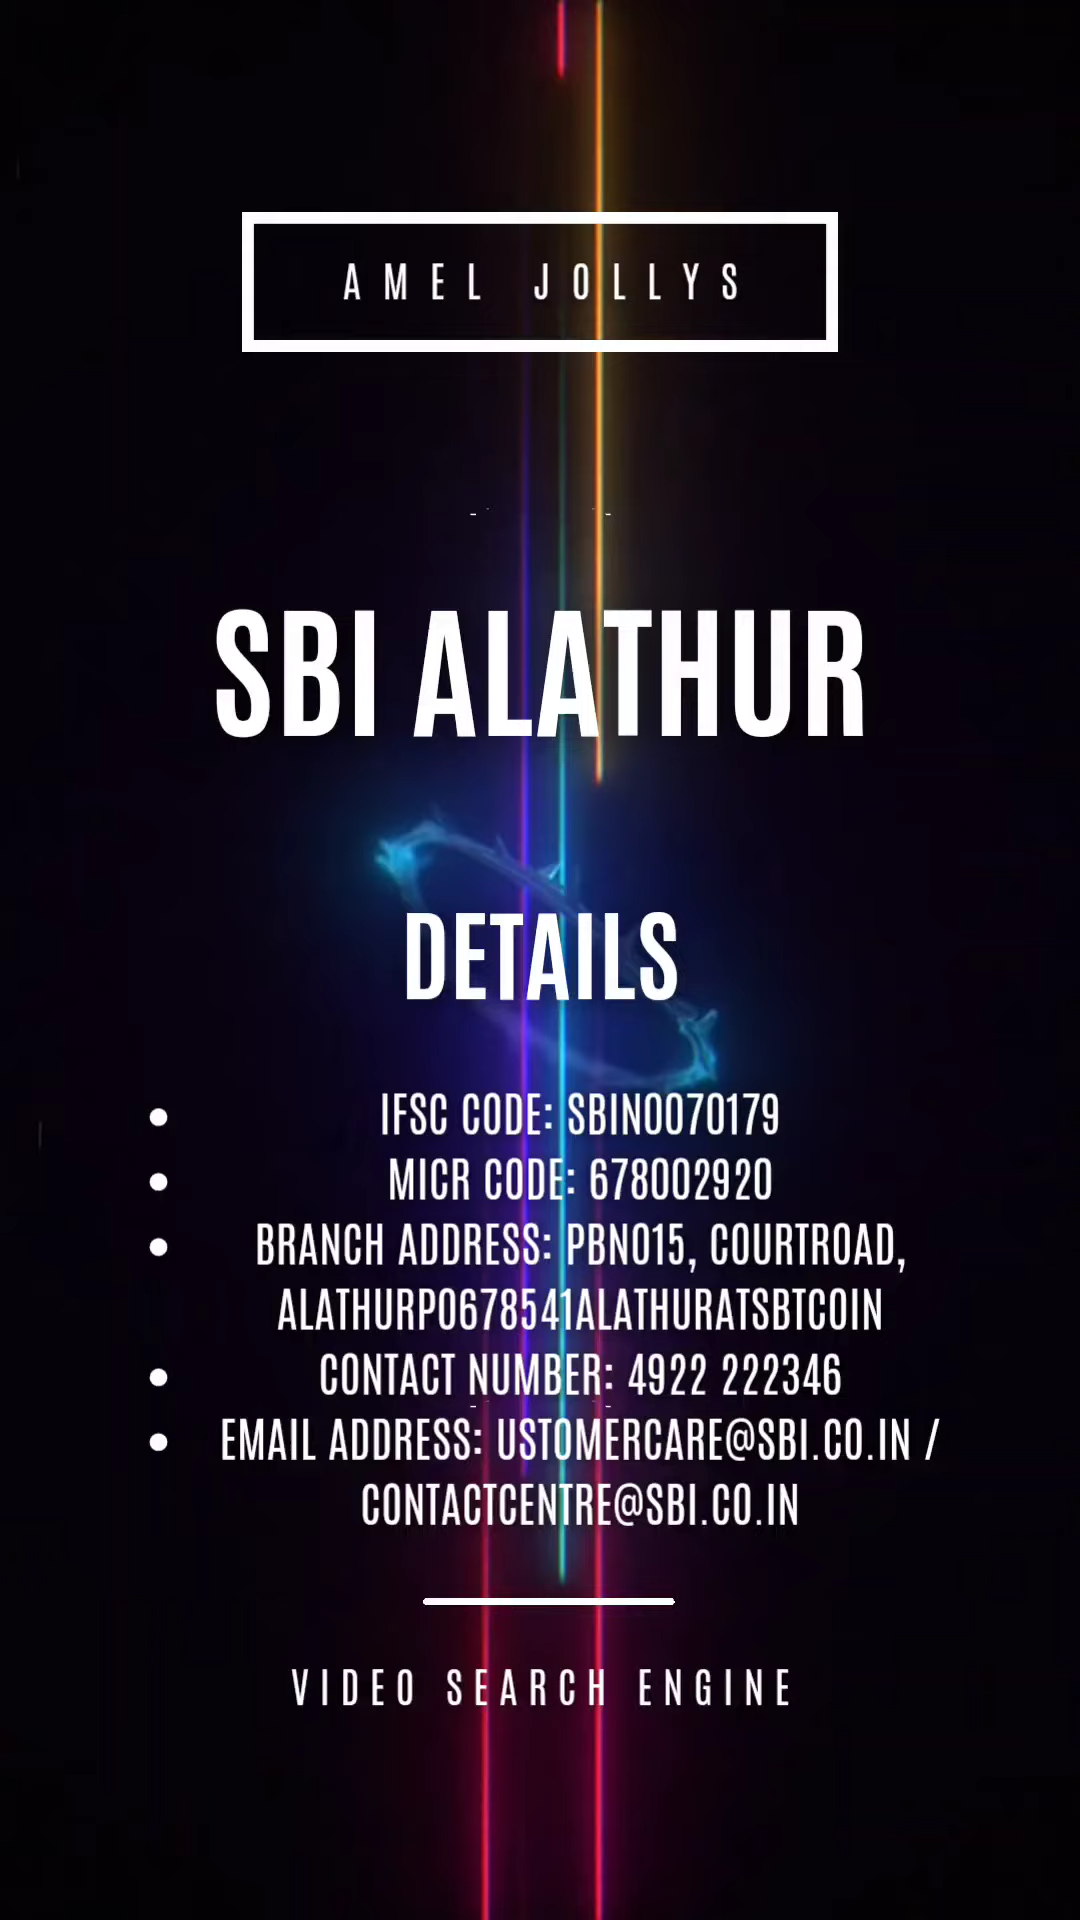 AMEL JOLLYS
SBI ALATHUR
DETAILS
IFSC CODE: SBIN0070179
MICR CODE: 678002920
BRANCH ADDRESS: PBNO15, COURTROAD,
ALATHURPO678541ALATHURATSBTCOIN
CONTACT NUMBER: 4922 222346
EMAIL ADDRESS: USTOMERCARE@SBI.CO.IN /
CONTACTCENTRE@SBI.CO.IN
VIDEO SEARCH ENGINE